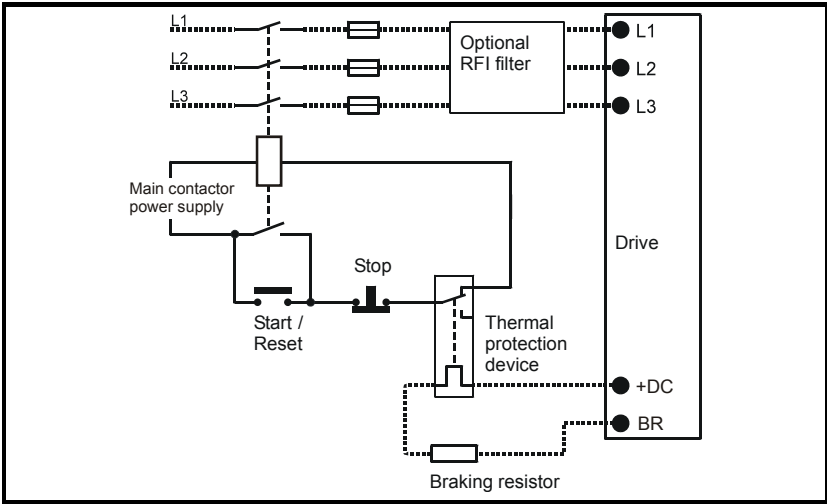 L1
L2
L3
Optional
RFI filter
L1
L2
L3
Main contactor
power supply
Drive
Stop
Start /
Reset
Thermal
protection
device
+DC
BR
Braking resistor